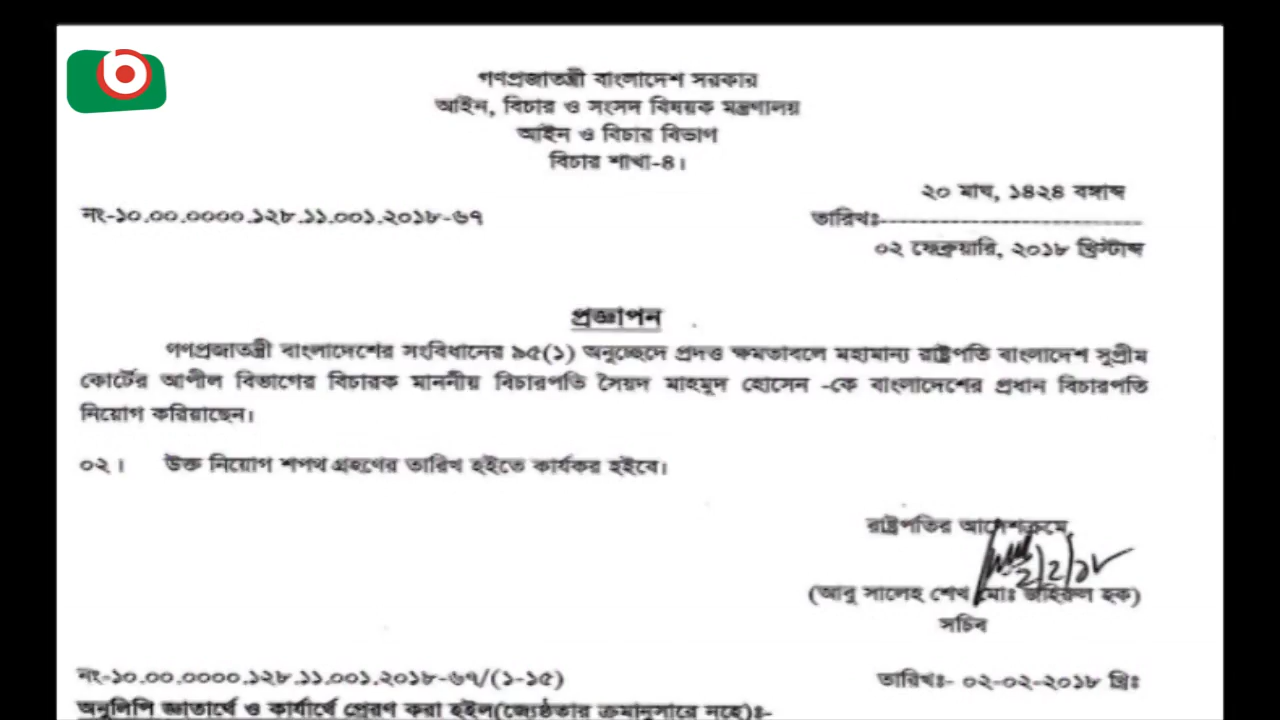 গণপ্রজাতন্ত্রী বাংলাদেশ সরকার
আইন, বিচার ও সংসদ বিষয়ক মন্ত্রণালয়
আইন ও বিচার বিভাগ
বিচার শাখা-৪।
২০ মাঘ, ১৪২৪ বঙ্গাব্দ
নং-১০.০০.০০০০.১২৮.১১.০০১.২০১৮-৬৭
তারিখঃ-----------------------------
০২ ফেব্রুয়ারি, ২০১৮ খ্রিস্টাব্দ
প্রজ্ঞাপন
গণপ্রজাতন্ত্রী বাংলাদেশের সংবিধানের ৯৫(১) অনুচ্ছেদে প্রদত্ত ক্ষমতাবলে মহামান্য রাষ্ট্রপতি বাংলাদেশ সুপ্রীম
কোর্টের আপীল বিভাগের বিচারক মাননীয় বিচারপতি সৈয়দ মাহমুদ হোসেন -কে বাংলাদেশের প্রধান বিচারপতি
নিয়োগ করিয়াছেন।
০২। উক্ত নিয়োগ শপথ গ্রহণের তারিখ হইতে কার্যকর হইবে।
রাষ্ট্রপতির আদেশক্রমে,
২/২/১৮
(আবু সালেহ শেখ মোঃ জহিরুল হক)
সচিব
নং-১০.০০.০০০০.১২৮.১১.০০১.২০১৮-৬৭/(১-১৫)
তারিখঃ- ০২-০২-২০১৮ খ্রিঃ
অনুলিপি জ্ঞাতার্থে ও কার্যার্থে প্রেরণ করা হইল(জ্যেষ্ঠতার ক্রমানুসারে নহে)ঃ-